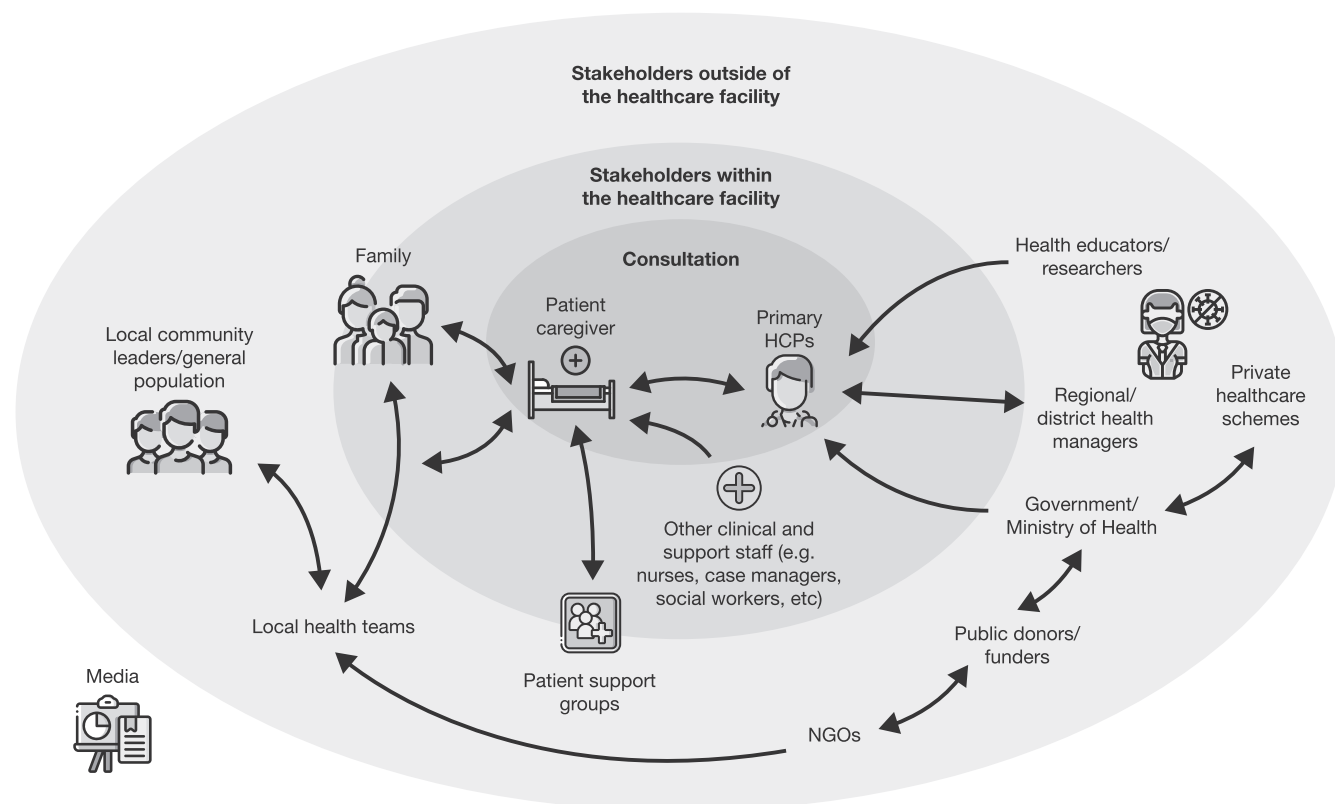 Stakeholders outside of
the healthcare facility
Stakeholders within
the healthcare facility
Consultation
Family
Patient
caregiver
Primary
HCPs
Health educators/
researchers
Local community
leaders/general
population
Regional/
district health
managers
Private
healthcare
schemes
Government/
Ministry of Health
Other clinical and
support staff (e.g.
nurses, case managers,
social workers, etc)
Local health teams
Public donors/
funders
Media
Patient support
groups
NGOs